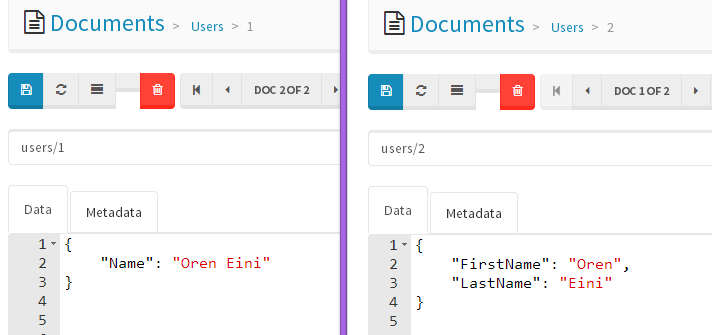 Documents > Users > 1
DOC 2 OF 2
users/1
Data Metadata
1 {
2 "Name": "Oren Eini"
3 }
4
5
Documents > Users > 2
DOC 1 OF 2
users/2
Data Metadata
1 {
2 "FirstName": "Oren",
3 "LastName": "Eini"
4 }
5